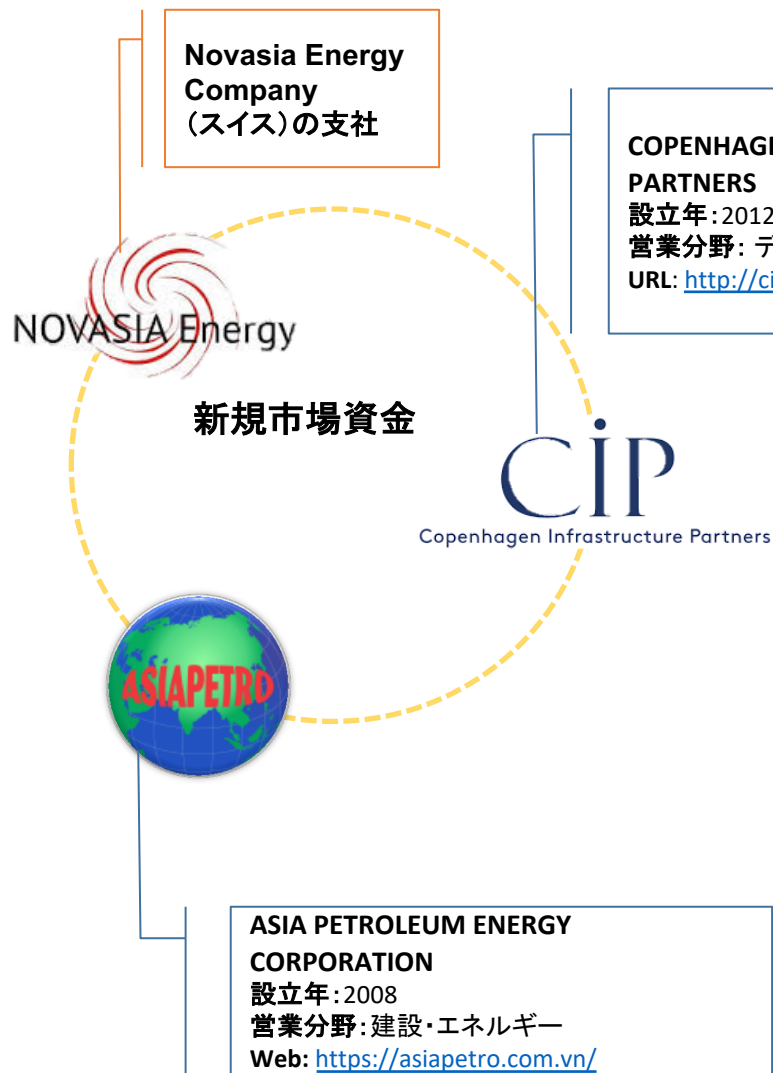 Novasia Energy
Company
（スイス）の支社
COPENHAG
PARTNERS
設立年：2012
営業分野：デ
URL: http://ci
NOVASIA Energy
新規市場資金
CIP
Copenhagen Infrastructure Partners
ASIAPETRO
ASIA PETROLEUM ENERGY
CORPORATION
設立年：2008
営業分野：建設・エネルギー
Web: https://asiapetro.com.vn/